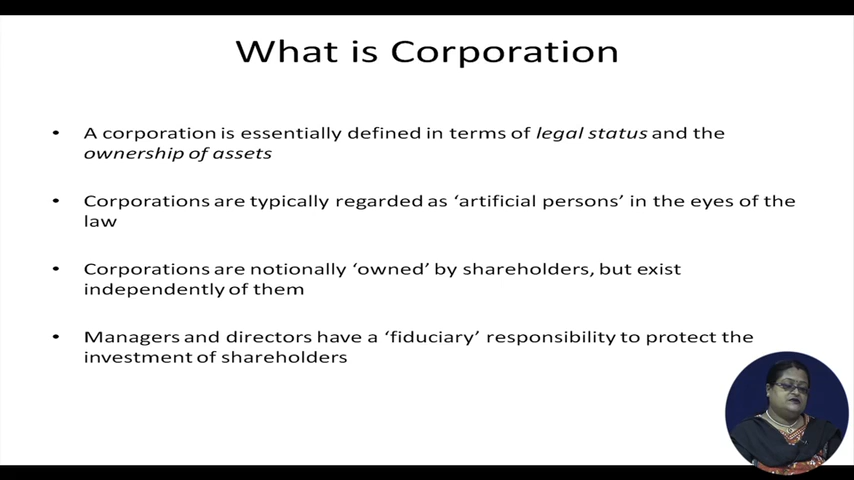 What is Corporation
• A corporation is essentially defined in terms of legal status and the
ownership of assets
• Corporations are typically regarded as ‘artificial persons’ in the eyes of the
law
• Corporations are notionally ‘owned’ by shareholders, but exist
independently of them
• Managers and directors have a ‘fiduciary’ responsibility to protect the
investment of shareholders